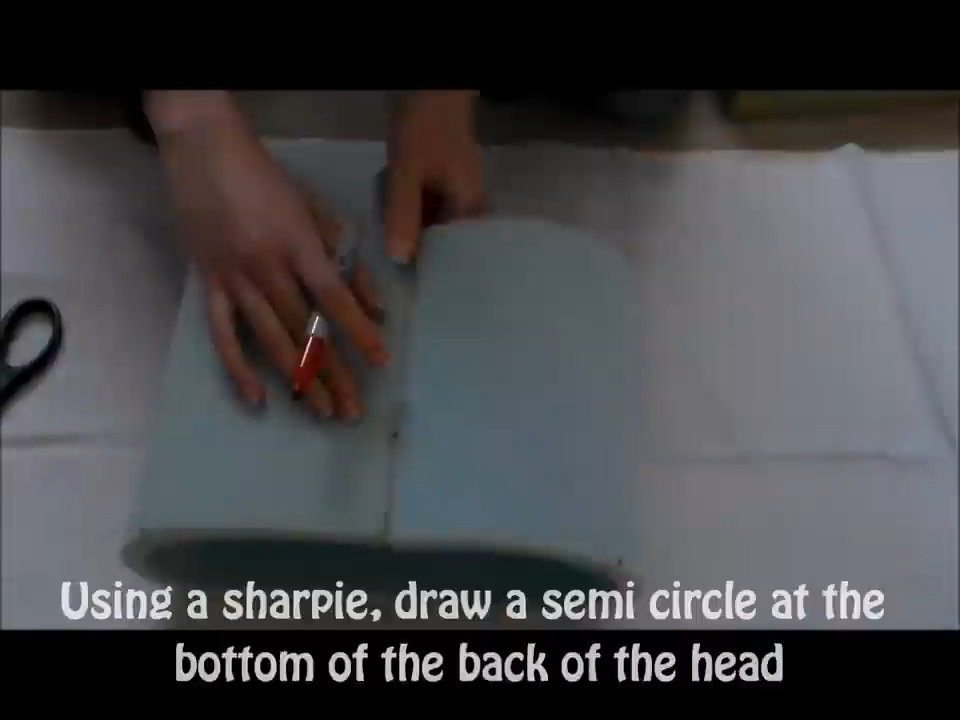 Using a sharpie, draw a semi circle at the
bottom of the back of the head